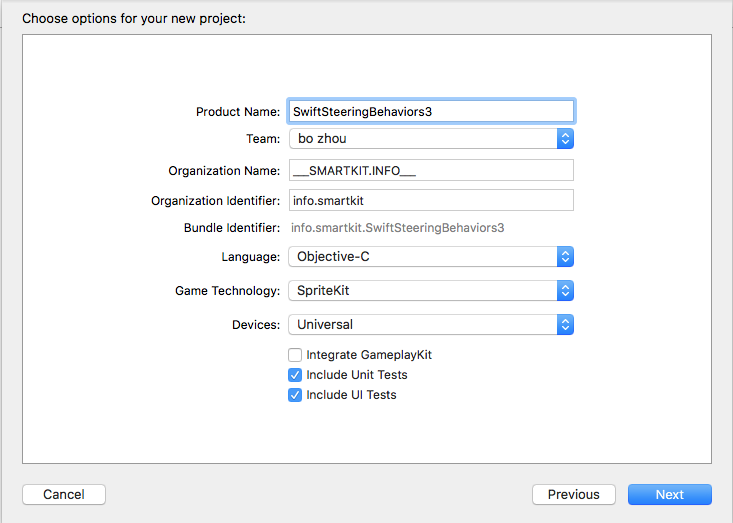 Choose options for your new project:
Product Name: SwiftSteeringBehaviors3
Team: bo zhou
Organization Name: ___SMARTKIT.INFO___
Organization Identifier: info.smartkit
Bundle Identifier: info.smartkit.SwiftSteeringBehaviors3
Language: Objective-C
Game Technology: SpriteKit
Devices: Universal
Integrate GameplayKit
Include Unit Tests
Include UI Tests
Cancel Previous Next